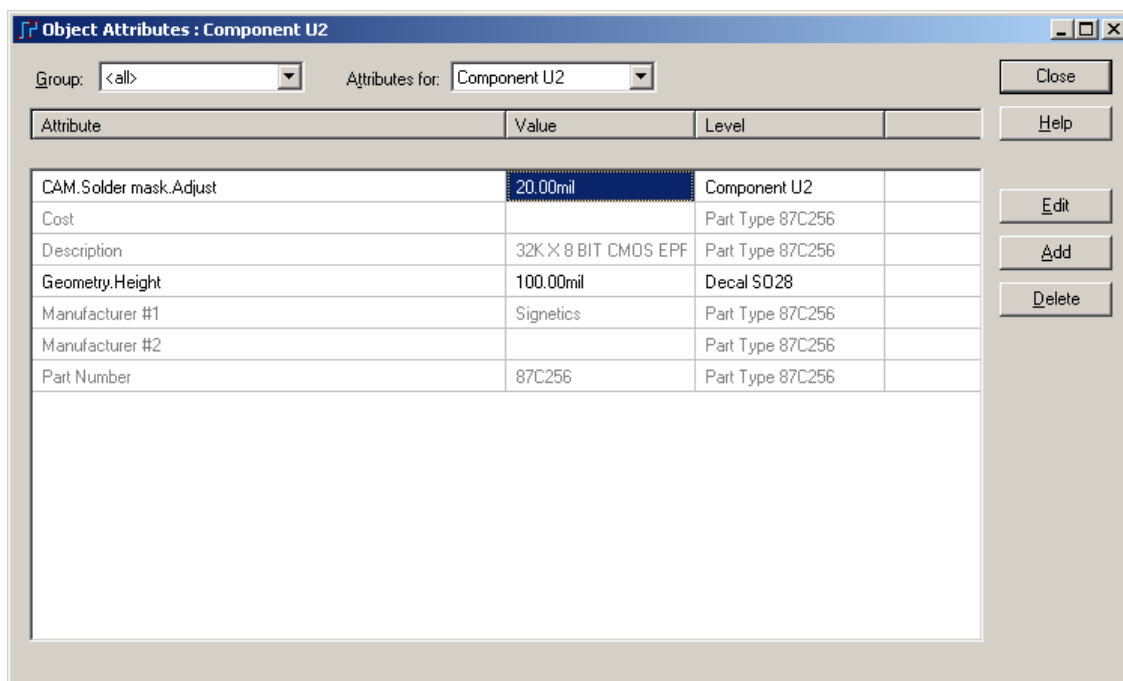 Object Attributes : Component U2
Group: <all> Attributes for: Component U2 Close
Attribute Value Level Help
CAM.Solder mask.Adjust 20.00mil Component U2
Edit
Cost Part Type 87C256
Description 32K X 8 BIT CMOS EPF Part Type 87C256
Add
Geometry.Height 100.00mil Decal SO28
Delete
Manufacturer #1 Signetics Part Type 87C256
Manufacturer #2 Part Type 87C256
Part Number 87C256 Part Type 87C256